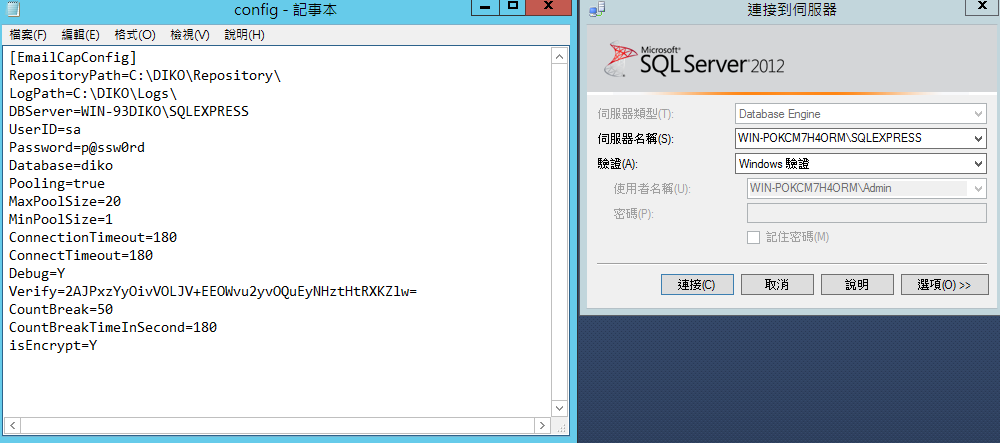 config - 記事本
檔案(F) 編輯(E) 格式(O) 檢視(V) 說明(H)
[EmailCapConfig]
RepositoryPath=C:\DIKO\Repository\
LogPath=C:\DIKO\Logs\
DBServer=WIN-93DIKO\SQLEXPRESS
UserID=sa
Password=p@ssw0rd
Database=diko
Pooling=true
MaxPoolSize=20
MinPoolSize=1
ConnectionTimeout=180
ConnectTimeout=180
Debug=Y
Verify=2AJPxzYyOivVOLJV+EEOWvu2yvOQuEyNHztHtRXKZlw=
CountBreak=50
CountBreakTimeInSecond=180
isEncrypt=Y
連接到伺服器
Microsoft®
SQL Server® 2012
伺服器類型(T): Database Engine
伺服器名稱(S): WIN-POKCM7H4ORM\SQLEXPRESS
驗證(A): Windows 驗證
使用者名稱(U): WIN-POKCM7H4ORM\Admin
密碼(P):
記住密碼(M)
連接(C) 取消 說明 選項(O) >>